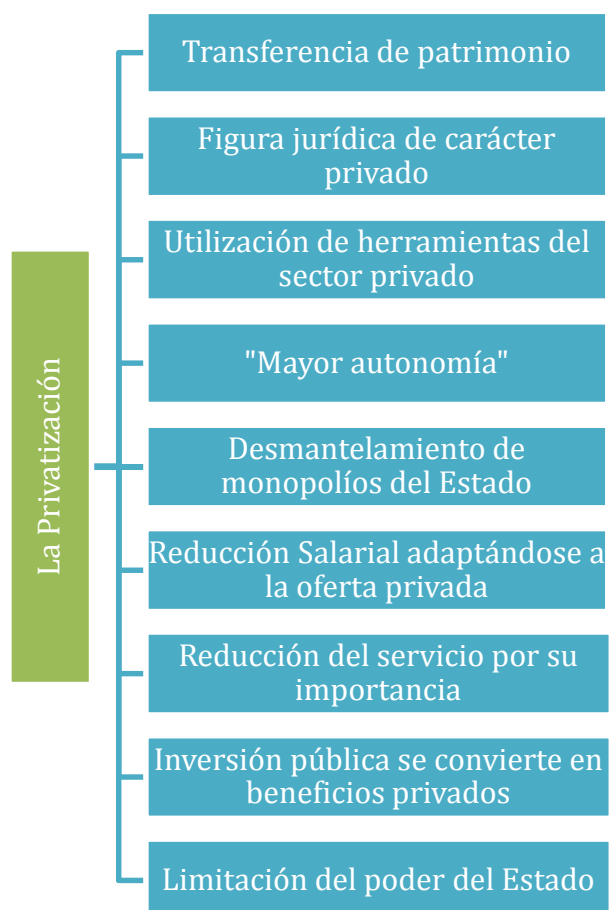 La Privatización
Transferencia de patrimonio
Figura jurídica de carácter
privado
Utilización de herramientas del
sector privado
"Mayor autonomía"
Desmantelamiento de
monopolíos del Estado
Reducción Salarial adaptándose a
la oferta privada
Reducción del servicio por su
importancia
Inversión pública se convierte en
beneficios privados
Limitación del poder del Estado